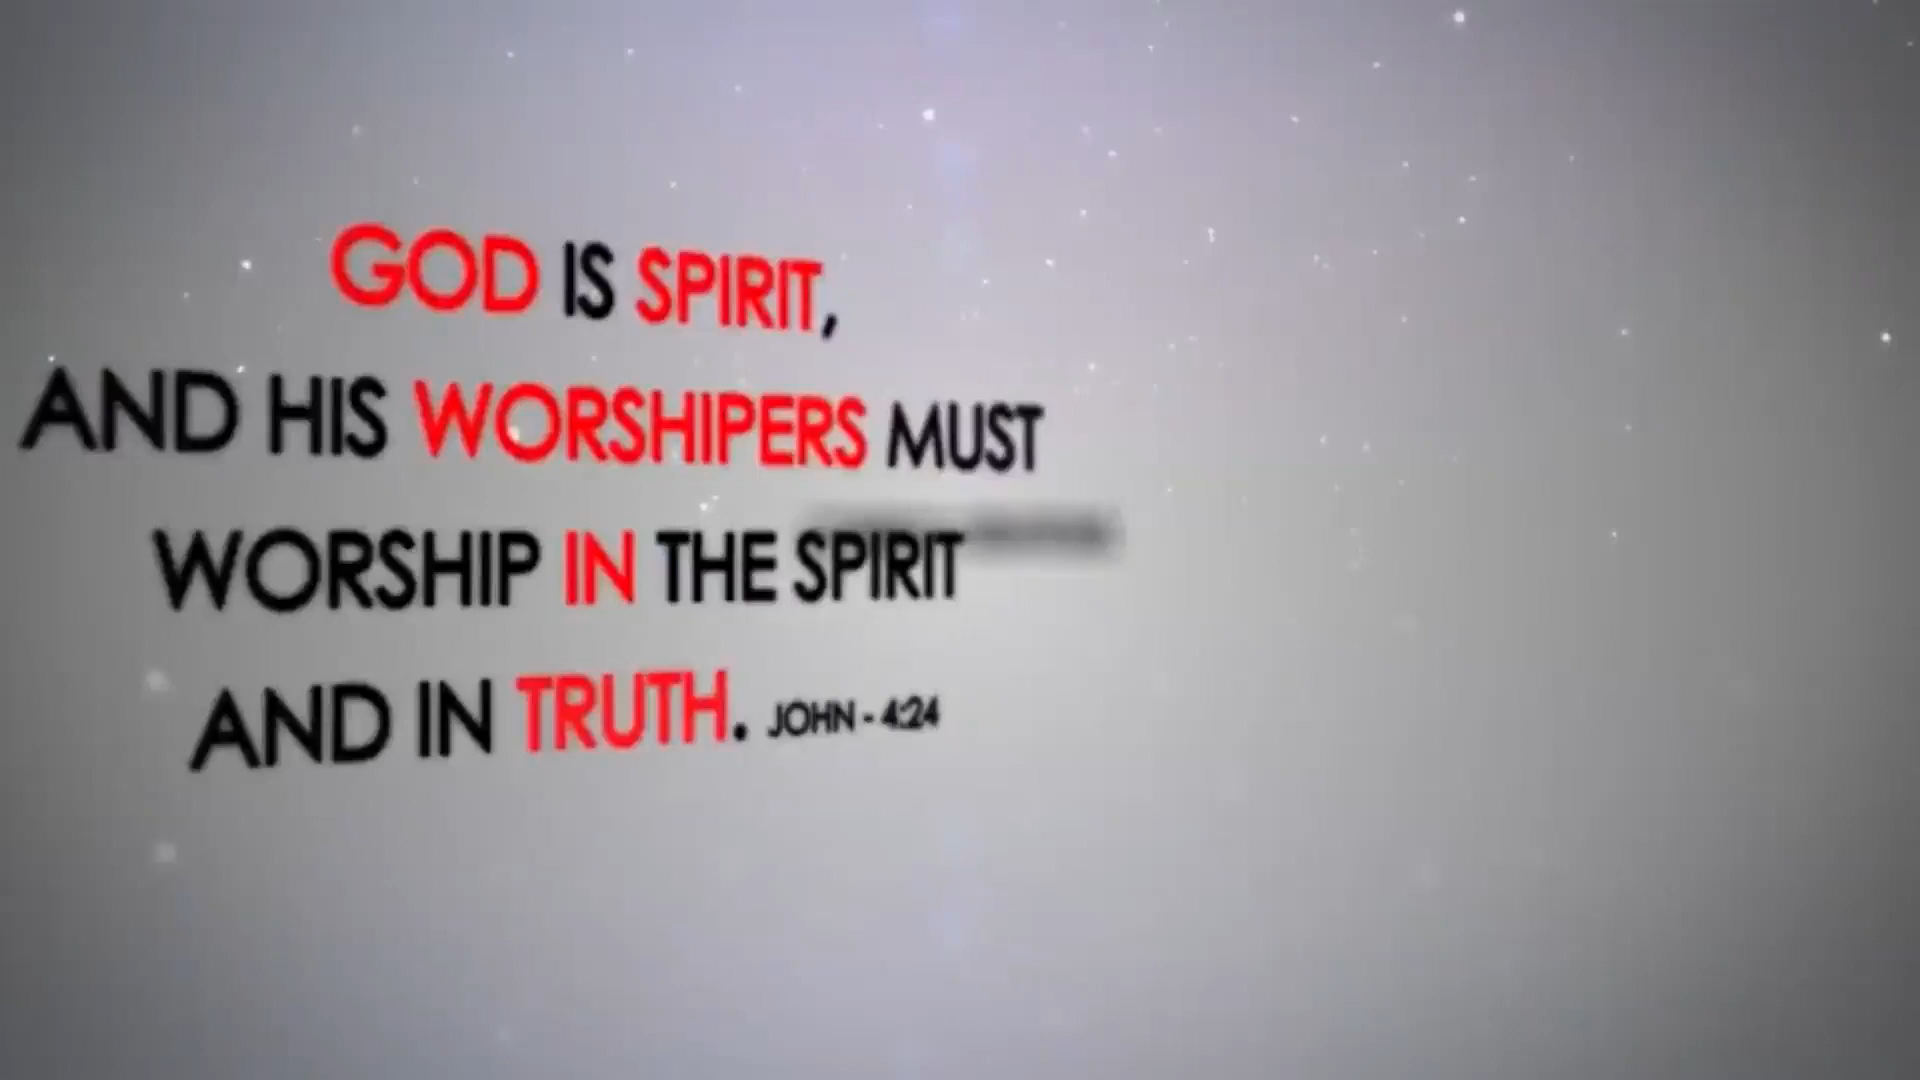 GOD IS SPIRIT,
AND HIS WORSHIPERS MUST
WORSHIP IN THE SPIRIT
AND IN TRUTH. JOHN - 4:24